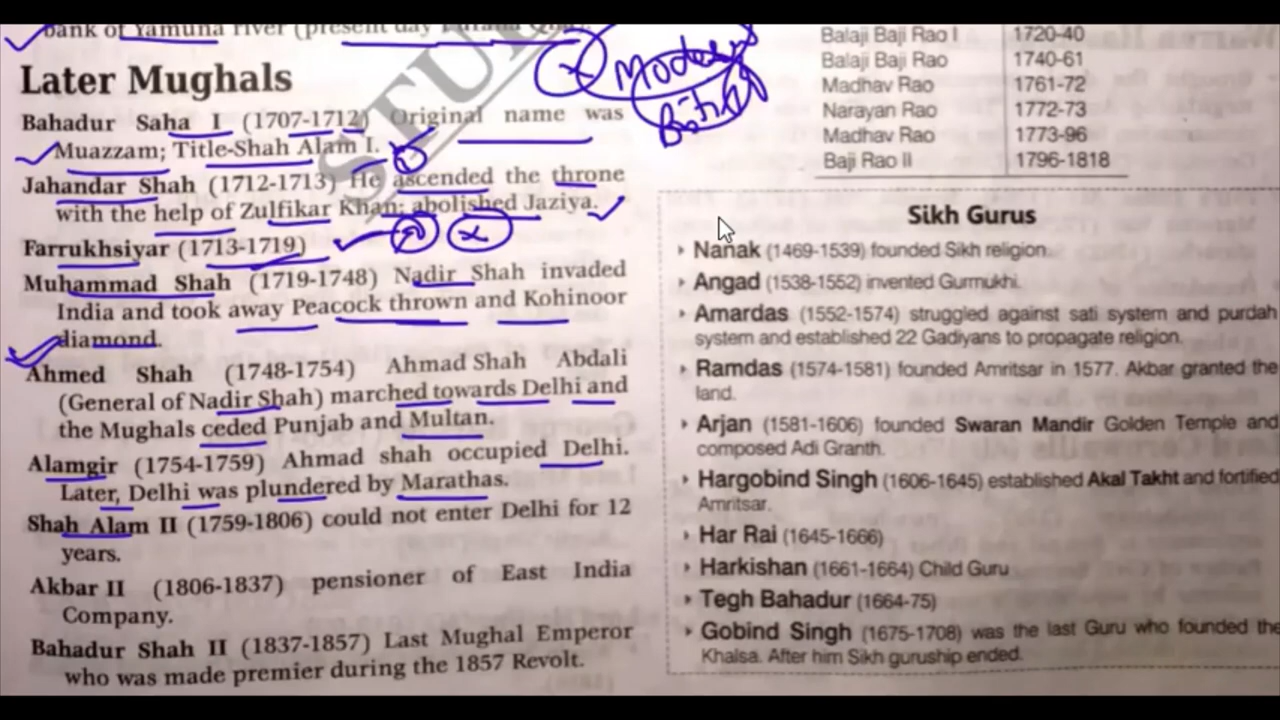 bank of Yamuna river (present day
Later Mughals
Bahadur Saha I (1707-1712) Original name was
Muazzam; Title-Shah Alam I.
Jahandar Shah (1712-1713) He ascended the throne
with the help of Zulfikar Khan; abolished Jaziya.
Farrukhsiyar (1713-1719)
Muhammad Shah (1719-1748) Nadir Shah invaded
India and took away Peacock thrown and Kohinoor
diamond.
Ahmed Shah (1748-1754) Ahmad Shah Abdali
(General of Nadir Shah) marched towards Delhi and
the Mughals ceded Punjab and Multan.
Alamgir (1754-1759) Ahmad shah occupied Delhi.
Later, Delhi was plundered by Marathas.
Shah Alam II (1759-1806) could not enter Delhi for 12
years.
Akbar II (1806-1837) pensioner of East India
Company.
Bahadur Shah II (1837-1857) Last Mughal Emperor
who was made premier during the 1857 Revolt.
Balaji Baji Rao I 1720-40
Balaji Baji Rao 1740-61
Madhav Rao 1761-72
Narayan Rao 1772-73
Madhav Rao 1773-96
Baji Rao II 1796-1818
Sikh Gurus
Nanak (1469-1539) founded Sikh religion.
Angad (1538-1552) invented Gurmukhi.
Amardas (1552-1574) struggled against sati system and purdah
system and established 22 Gadiyans to propagate religion.
Ramdas (1574-1581) founded Amritsar in 1577. Akbar granted the
land.
Arjan (1581-1606) founded Swaran Mandir Golden Temple and
composed Adi Granth.
Hargobind Singh (1606-1645) established Akal Takht and fortified
Amritsar.
Har Rai (1645-1666)
Harkishan (1661-1664) Child Guru
Tegh Bahadur (1664-75)
Gobind Singh (1675-1708) was the last Guru who founded the
Khalsa. After him Sikh guruship ended.